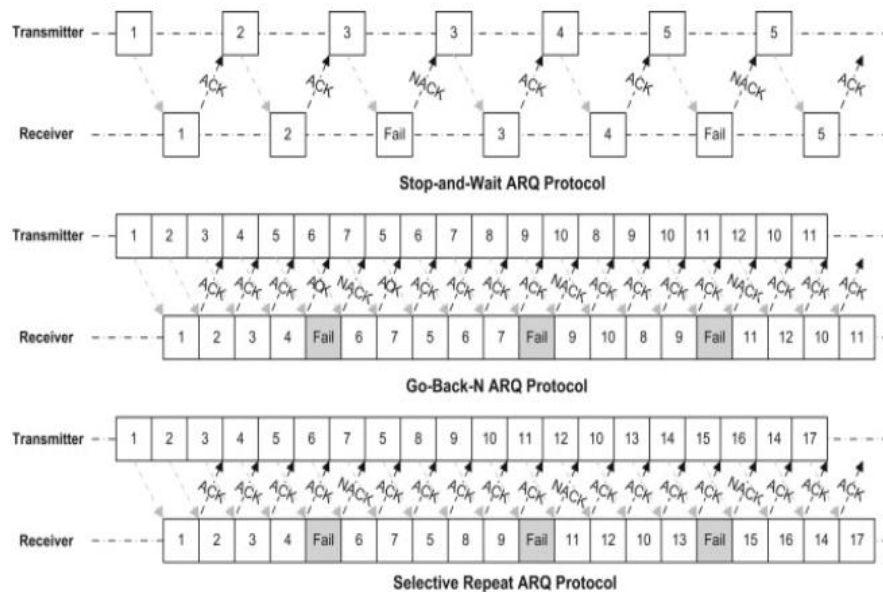 Transmitter 1 2 3 3 4 5 5
ACK ACK NACK ACK ACK NACK ACK
Receiver 1 2 Fail 3 4 Fail 5
Stop-and-Wait ARQ Protocol
Transmitter 1 2 3 4 5 6 7 5 6 7 8 9 10 8 9 10 11 12 10 11
ACK ACK ACK ACK NACK ACK ACK ACK ACK ACK NACK ACK ACK ACK ACK NACK ACK ACK ACK
Receiver 1 2 3 4 Fail 6 7 5 6 7 Fail 9 10 8 9 Fail 11 12 10 11
Go-Back-N ARQ Protocol
Transmitter 1 2 3 4 5 6 7 5 8 9 10 11 12 10 13 14 15 16 14 17
ACK ACK ACK ACK NACK ACK ACK ACK ACK ACK NACK ACK ACK ACK ACK NACK ACK ACK ACK
Receiver 1 2 3 4 Fail 6 7 5 8 9 Fail 11 12 10 13 Fail 15 16 14 17
Selective Repeat ARQ Protocol